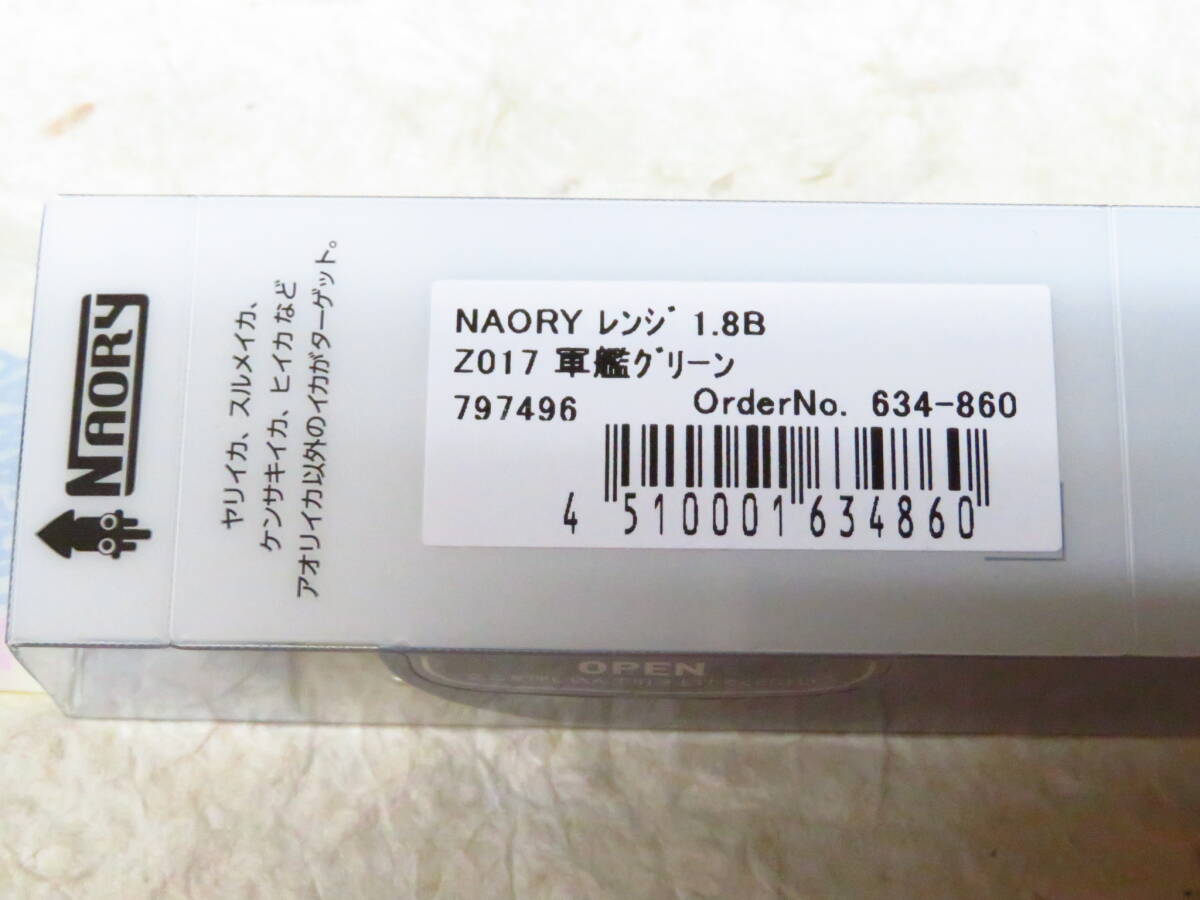 NAORY
ヤリイカ、スルメイカ、
ケンサキイカ、ヒイカなど
アオリイカ以外のイカがターゲット。
NAORY ﾚﾝｼﾞ 1.8B
Z017 軍艦ｸﾞﾘｰﾝ
797496 OrderNo. 634-860
4 510001 634860
OPEN